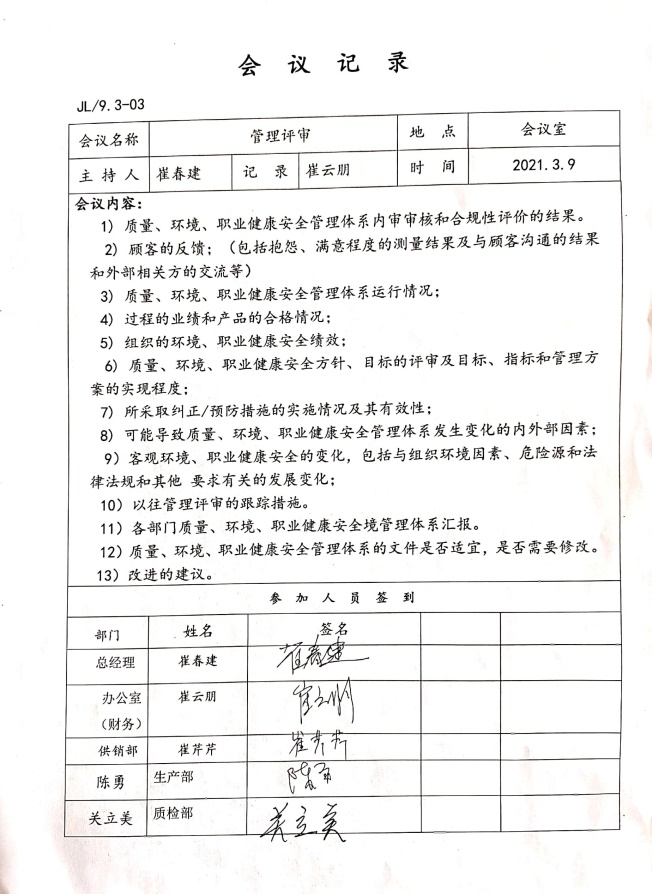 会 议 记 录
JL/9.3-03
会议名称 管理评审 地 点 会议室
主 持 人 崔春建 记 录 崔云朋 时 间 2021.3.9
会议内容：
1）质量、环境、职业健康安全管理体系内审审核和合规性评价的结果。
2）顾客的反馈；（包括抱怨、满意程度的测量结果及与顾客沟通的结果
和外部相关方的交流等）
3）质量、环境、职业健康安全管理体系运行情况；
4）过程的业绩和产品的合格情况；
5）组织的环境、职业健康安全绩效；
6）质量、环境、职业健康安全方针、目标的评审及目标、指标和管理方
案的实现程度；
7）所采取纠正/预防措施的实施情况及其有效性；
8）可能导致质量、环境、职业健康安全管理体系发生变化的内外部因素；
9）客观环境、职业健康安全的变化，包括与组织环境因素、危险源和法
律法规和其他 要求有关的发展变化；
10）以往管理评审的跟踪措施。
11）各部门质量、环境、职业健康安全境管理体系汇报。
12）质量、环境、职业健康安全管理体系的文件是否适宜，是否需要修改。
13）改进的建议。
参 加 人 员 签 到
部门 姓名 签名
总经理 崔春建 崔春建
办公室 崔云朋 崔云朋
（财务）
供销部 崔芹芹 崔芹芹
陈勇 生产部 陈勇
关立美 质检部 关立美